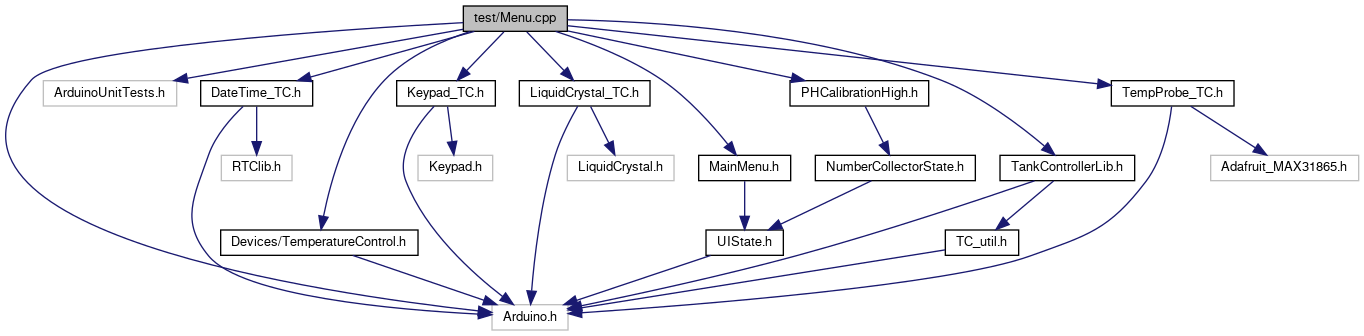 test/Menu.cpp
ArduinoUnitTests.h
DateTime_TC.h
Keypad_TC.h
LiquidCrystal_TC.h
PHCalibrationHigh.h
TempProbe_TC.h
RTClib.h
Keypad.h
LiquidCrystal.h
MainMenu.h
NumberCollectorState.h
TankControllerLib.h
Adafruit_MAX31865.h
Devices/TemperatureControl.h
UIState.h
TC_util.h
Arduino.h